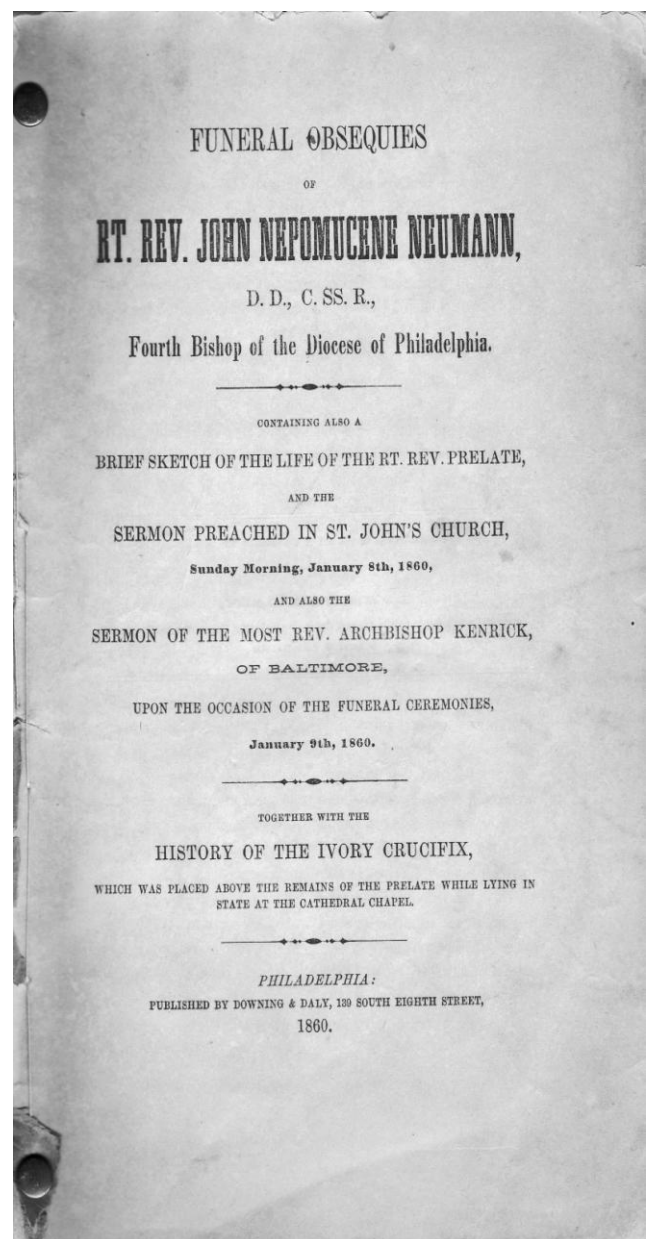 FUNERAL OBSEQUIES
OF
RT. REV. JOHN NEPOMUCENE NEUMANN,
D. D., C. SS. R.,
Fourth Bishop of the Diocese of Philadelphia.
CONTAINING ALSO A
BRIEF SKETCH OF THE LIFE OF THE RT. REV. PRELATE,
AND THE
SERMON PREACHED IN ST. JOHN'S CHURCH,
Sunday Morning, January 8th, 1860,
AND ALSO THE
SERMON OF THE MOST REV. ARCHBISHOP KENRICK,
OF BALTIMORE,
UPON THE OCCASION OF THE FUNERAL CEREMONIES,
January 9th, 1860.
TOGETHER WITH THE
HISTORY OF THE IVORY CRUCIFIX,
WHICH WAS PLACED ABOVE THE REMAINS OF THE PRELATE WHILE LYING IN
STATE AT THE CATHEDRAL CHAPEL.
PHILADELPHIA:
PUBLISHED BY DOWNING & DALY, 139 SOUTH EIGHTH STREET,
1860.